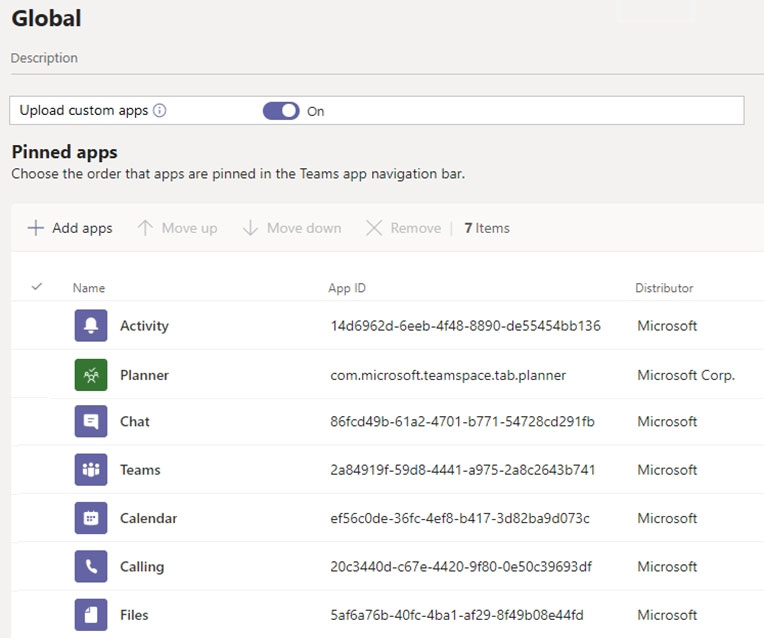 Global
Description
Upload custom apps On
Pinned apps
Choose the order that apps are pinned in the Teams app navigation bar.
Add apps Move up Move down Remove 7 Items
Name App ID Distributor
Activity 14d6962d-6eeb-4f48-8890-de55454bb136 Microsoft
Planner com.microsoft.teamspace.tab.planner Microsoft Corp.
Chat 86fcd49b-61a2-4701-b771-54728cd291fb Microsoft
Teams 2a84919f-59d8-4441-a975-2a8c2643b741 Microsoft
Calendar ef56c0de-36fc-4ef8-b417-3d82ba9d073c Microsoft
Calling 20c3440d-c67e-4420-9f80-0e50c39693df Microsoft
Files 5af6a76b-40fc-4ba1-af29-8f49b08e44fd Microsoft